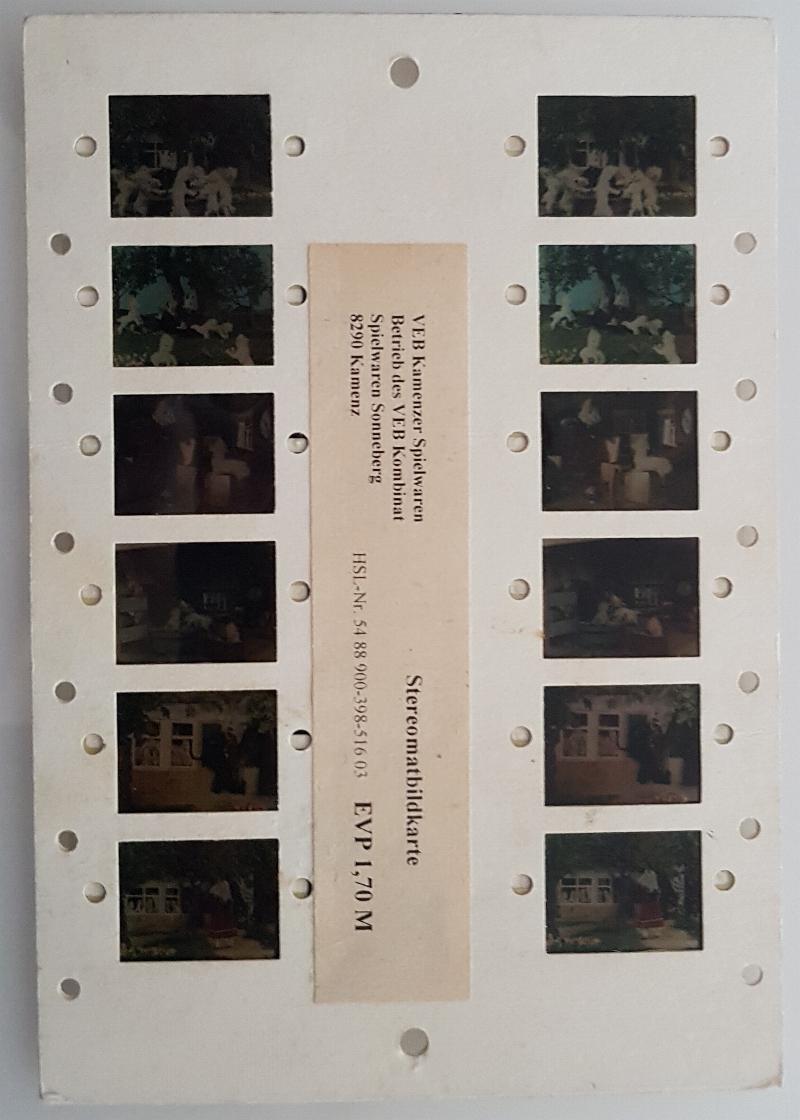 VEB Kamenzer Spielwaren
Betrieb des VEB Kombinat
Spielwaren Sonneberg
8290 Kamenz
Stereomatbildkarte
HSL-Nr. 54 88 900-398-516 03
EVP 1,70 M